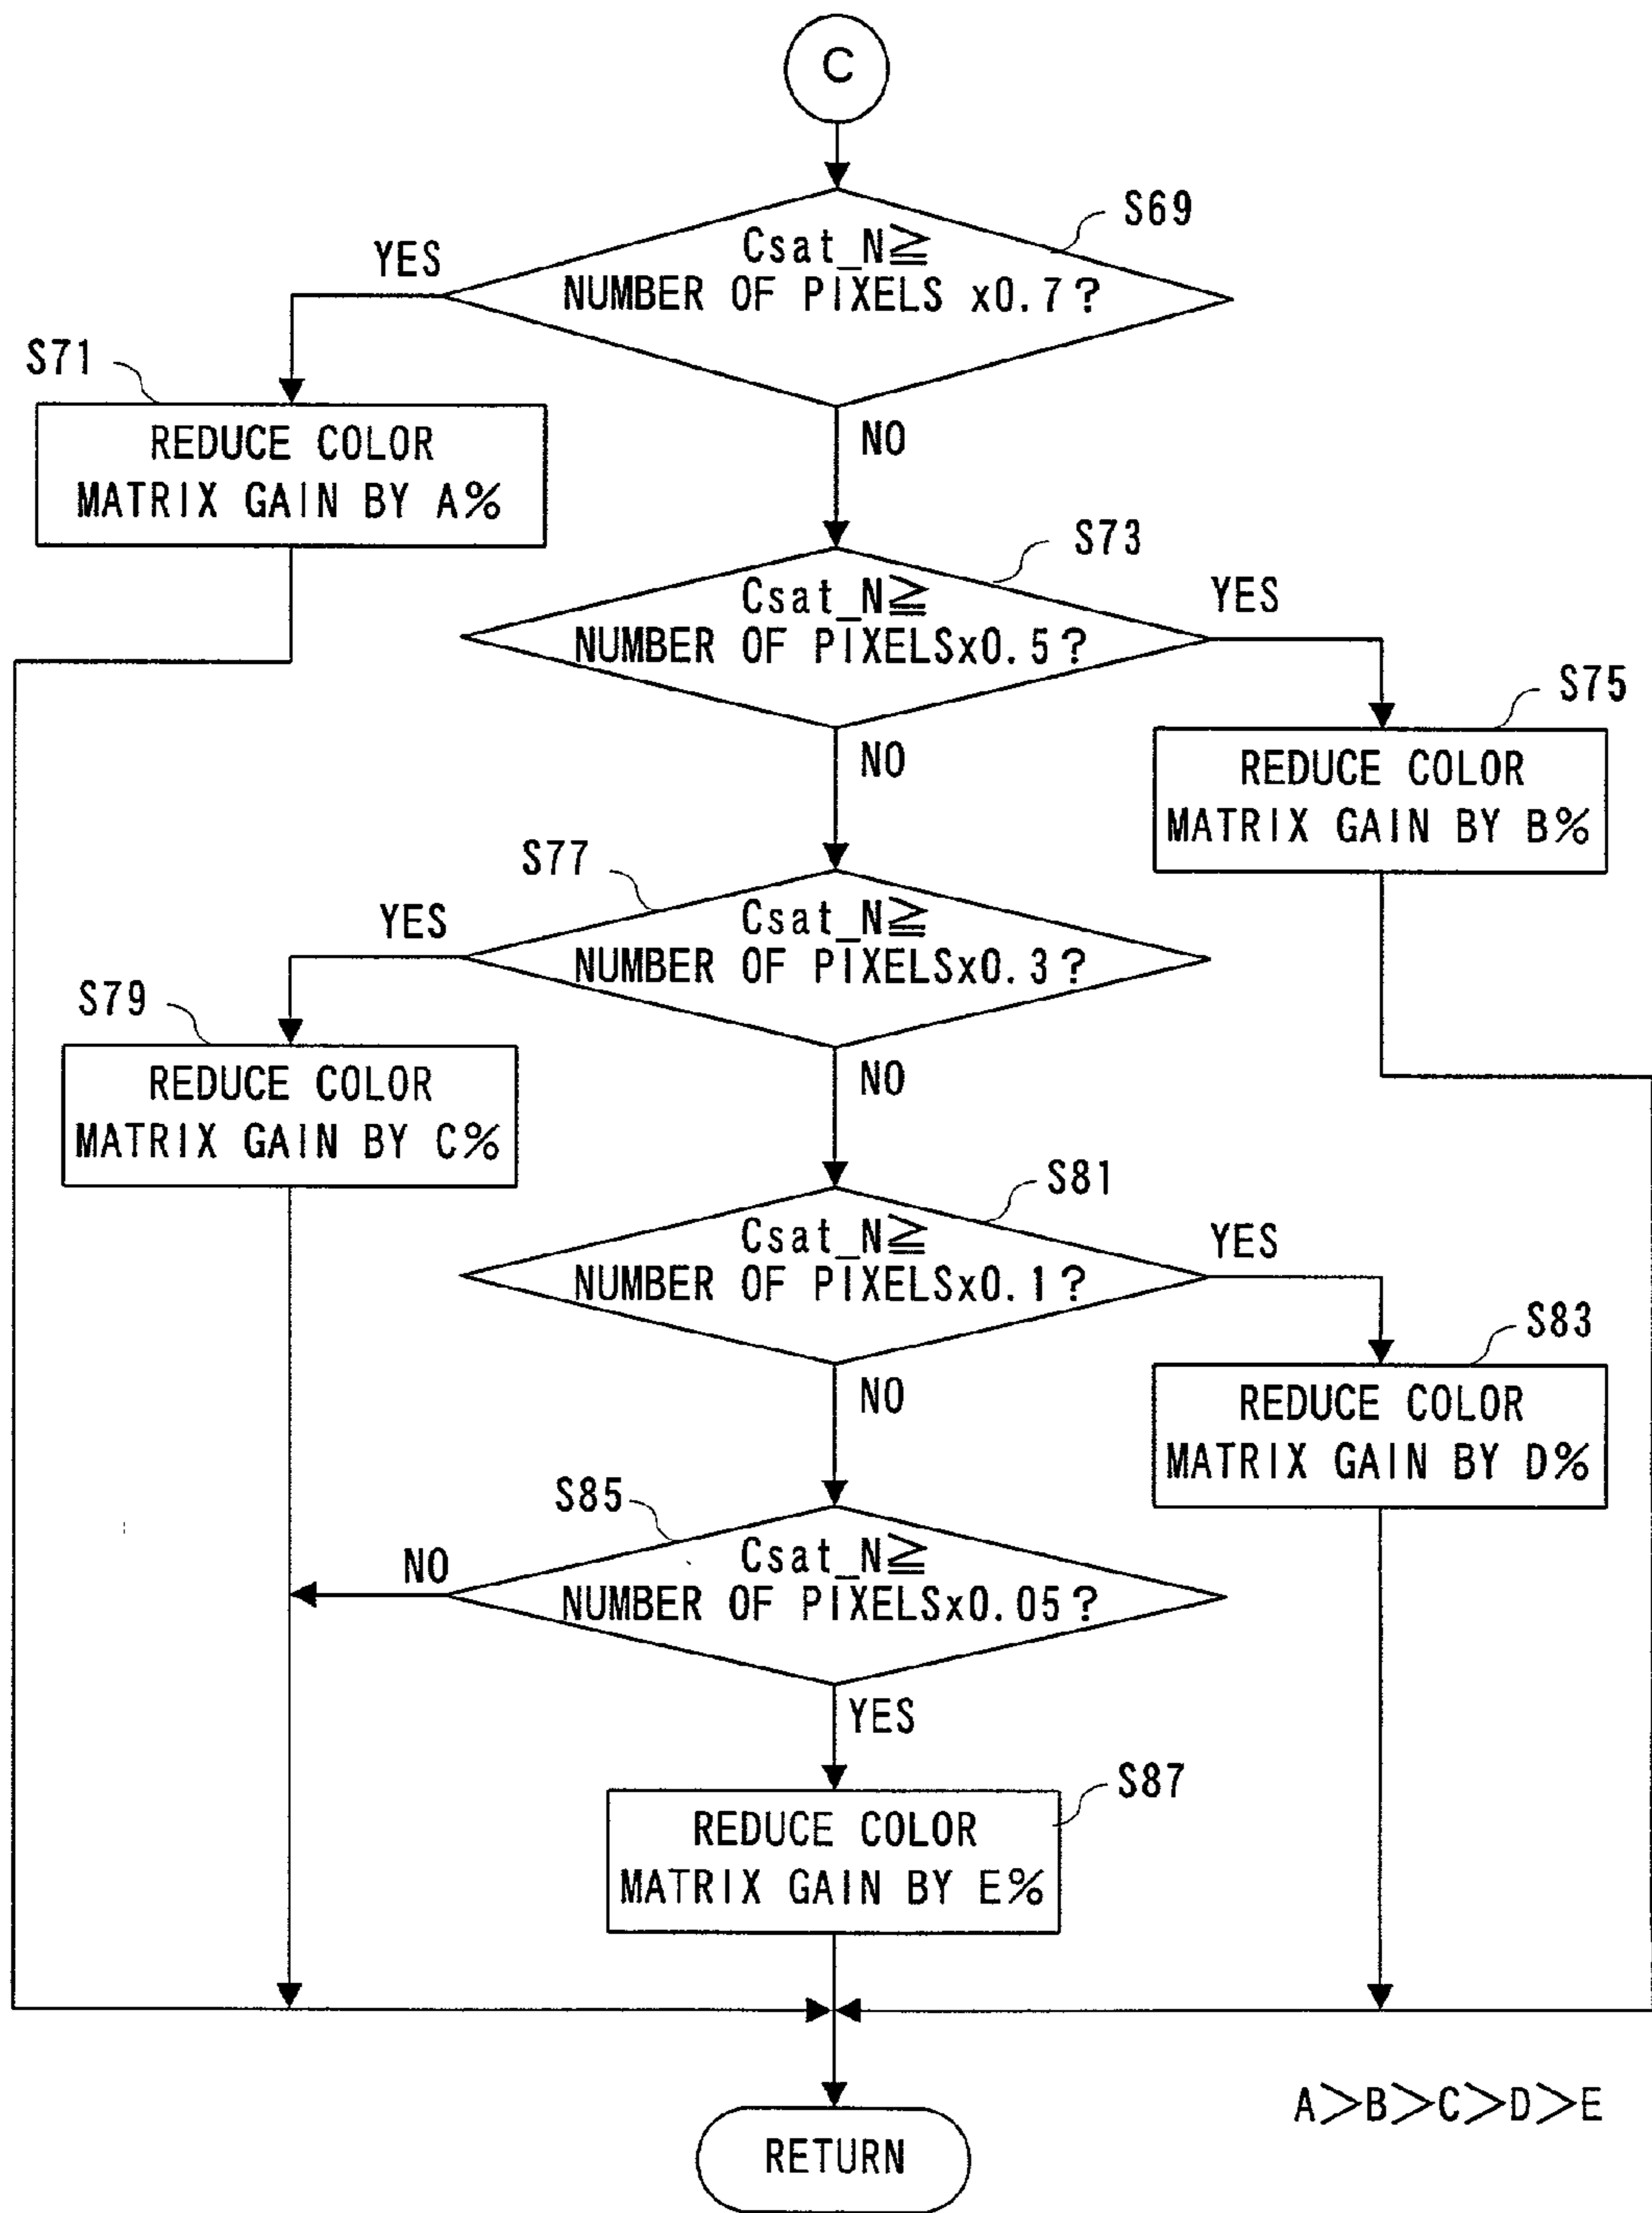 C
S69
Csat_N≧
NUMBER OF PIXELS x0.7?
YES
NO
S71
REDUCE COLOR
MATRIX GAIN BY A%
S73
Csat_N≧
NUMBER OF PIXELSx0.5?
YES
NO
S75
REDUCE COLOR
MATRIX GAIN BY B%
S77
Csat_N≧
NUMBER OF PIXELSx0.3?
YES
NO
S79
REDUCE COLOR
MATRIX GAIN BY C%
S81
Csat_N≧
NUMBER OF PIXELSx0.1?
YES
NO
S83
REDUCE COLOR
MATRIX GAIN BY D%
S85
Csat_N≧
NUMBER OF PIXELSx0.05?
NO
YES
S87
REDUCE COLOR
MATRIX GAIN BY E%
A>B>C>D>E
RETURN